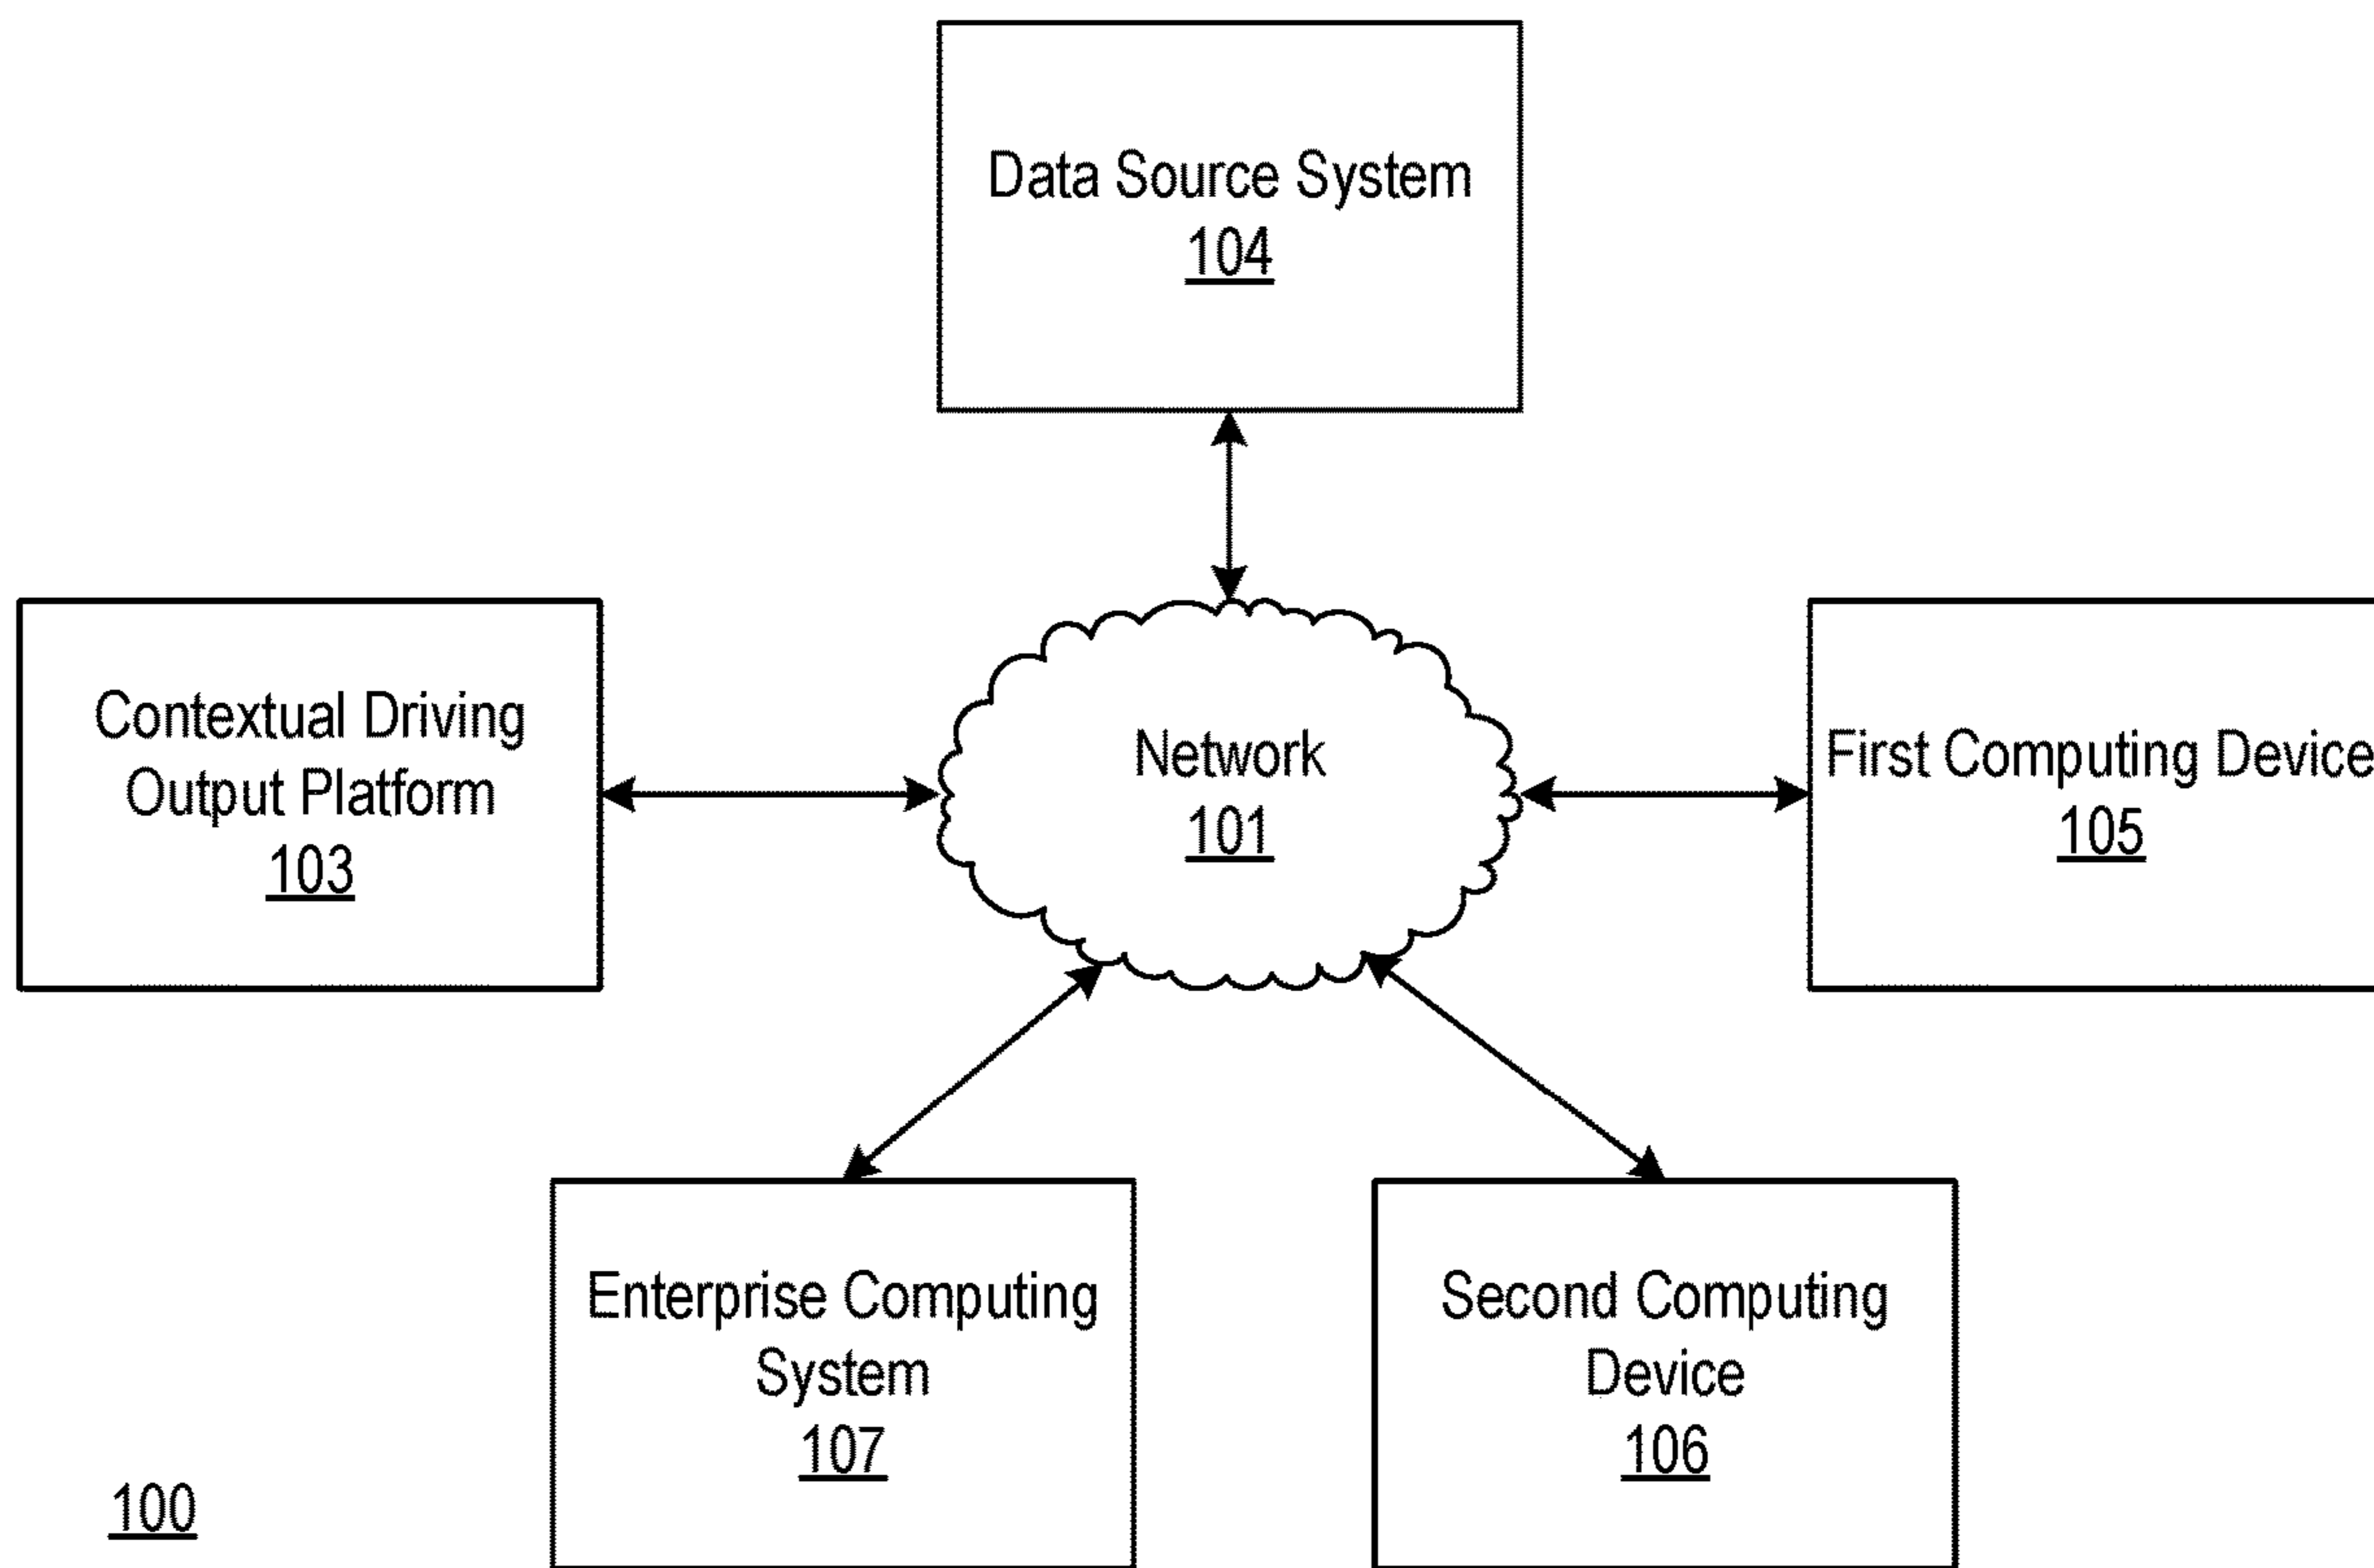 Data Source System
104
Contextual Driving
Output Platform
103
Network
101
First Computing Device
105
Enterprise Computing
System
107
Second Computing
Device
106
100